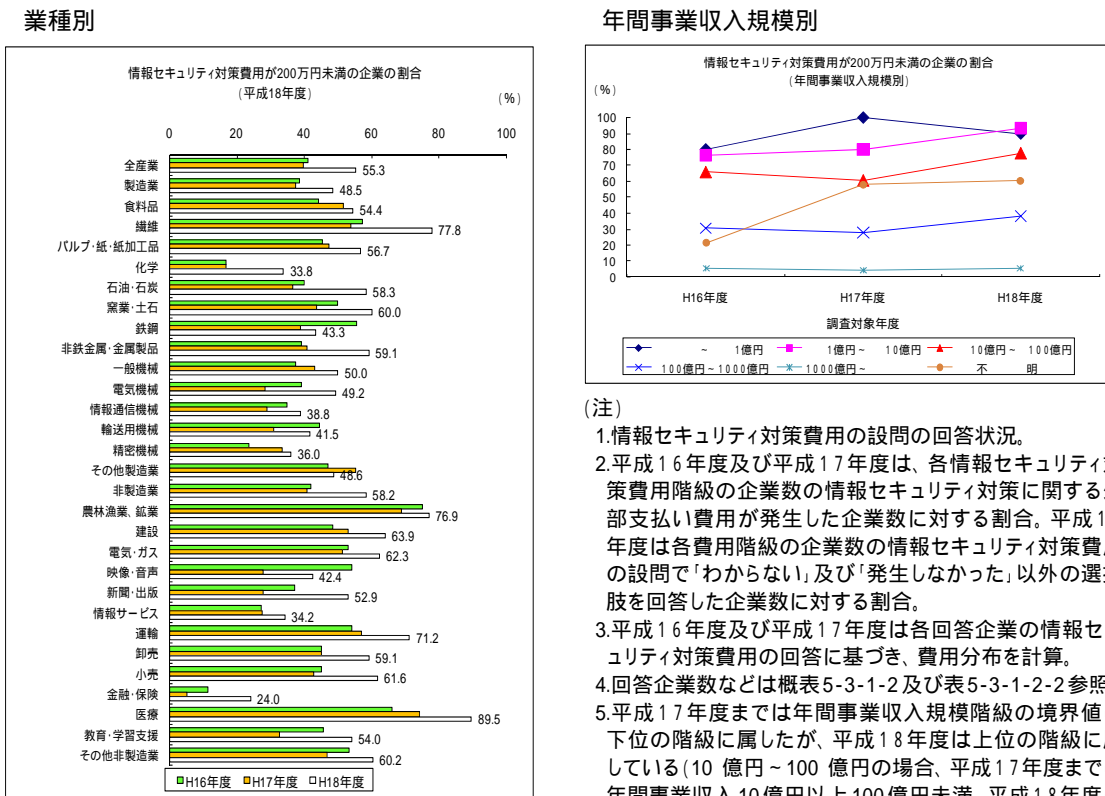 業種別
情報セキュリティ対策費用が200万円未満の企業の割合
(平成18年度)
(%)
0 20 40 60 80 100
全産業 55.3
製造業 48.5
食料品 54.4
繊維 77.8
パルプ・紙・紙加工品 56.7
化学 33.8
石油・石炭 58.3
窯業・土石 60.0
鉄鋼 43.3
非鉄金属・金属製品 59.1
一般機械 50.0
電気機械 49.2
情報通信機械 38.8
輸送用機械 41.5
精密機械 36.0
その他製造業 48.6
非製造業 58.2
農林漁業、鉱業 76.9
建設 63.9
電気・ガス 62.3
映像・音声 42.4
新聞・出版 52.9
情報サービス 34.2
運輸 71.2
卸売 59.1
小売 61.6
金融・保険 24.0
医療 89.5
教育・学習支援 54.0
その他非製造業 60.2
H16年度 H17年度 H18年度
年間事業収入規模別
情報セキュリティ対策費用が200万円未満の企業の割合
(年間事業収入規模別)
(%)
100
90
80
70
60
50
40
30
20
10
0
H16年度 H17年度 H18年度
調査対象年度
~ 1億円 1億円~ 10億円 10億円~ 100億円
100億円~1000億円 1000億円~ 不 明
(注)
1.情報セキュリティ対策費用の設問の回答状況。
2.平成16年度及び平成17年度は、各情報セキュリティ
策費用階級の企業数の情報セキュリティ対策に関する
部支払い費用が発生した企業数に対する割合。平成1
年度は各費用階級の企業数の情報セキュリティ対策費
の設問で「わからない」及び「発生しなかった」以外の選
肢を回答した企業数に対する割合。
3.平成16年度及び平成17年度は各回答企業の情報セ
ュリティ対策費用の回答に基づき、費用分布を計算。
4.回答企業数などは概表5-3-1-2及び表5-3-1-2-2参照
5.平成17年度までは年間事業収入規模階級の境界値
下位の階級に属したが、平成18年度は上位の階級に
している(10 億円~100 億円の場合、平成17年度まで
年間事業収入10億円以上100億円未満、平成18年度